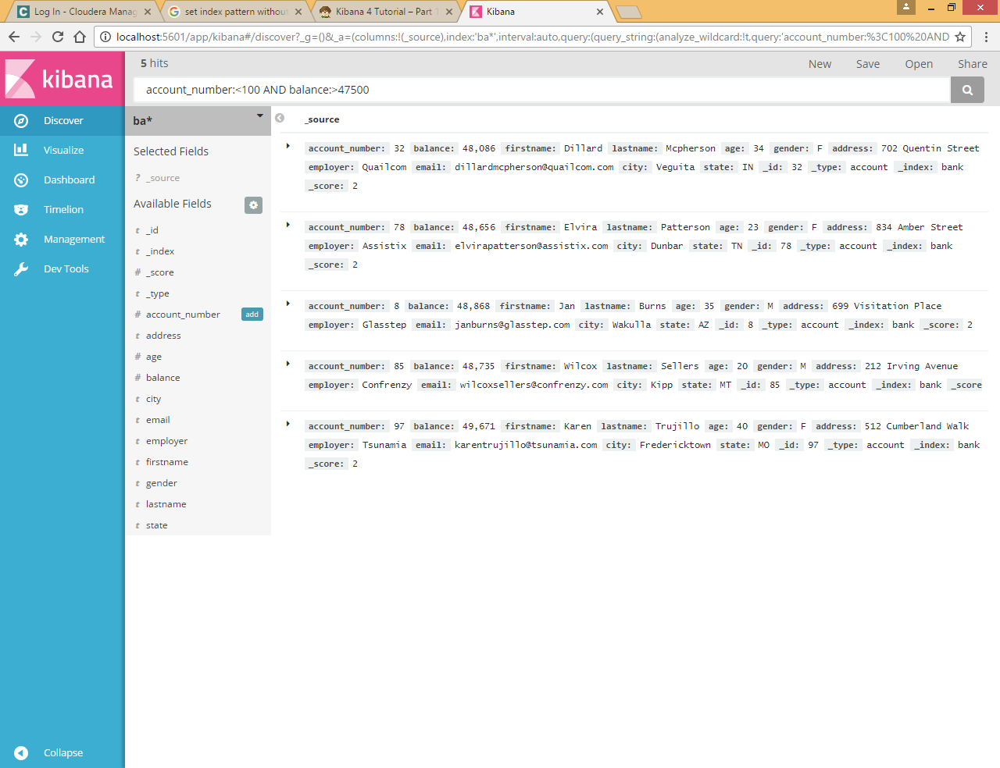 Log In - Cloudera Manag
set index pattern without
Kibana 4 Tutorial – Part 1
Kibana
localhost:5601/app/kibana#/discover?_g=()&_a=(columns:!(_source),index:'ba*',interval:auto,query:(query_string:(analyze_wildcard:!t,query:'account_number:%3C100%20AND
kibana
5 hits
New Save Open Share
account_number:<100 AND balance:>47500
Discover
Visualize
Dashboard
Timelion
Management
Dev Tools
Collapse
ba*
Selected Fields
? _source
Available Fields
t _id
t _index
# _score
t _type
# account_number add
t address
# age
# balance
t city
t email
t employer
t firstname
t gender
t lastname
t state
_source
account_number: 32 balance: 48,086 firstname: Dillard lastname: Mcpherson age: 34 gender: F address: 702 Quentin Street
employer: Quailcom email: dillardmcpherson@quailcom.com city: Veguita state: IN _id: 32 _type: account _index: bank
_score: 2
account_number: 78 balance: 48,656 firstname: Elvira lastname: Patterson age: 23 gender: F address: 834 Amber Street
employer: Assistix email: elvirapatterson@assistix.com city: Dunbar state: TN _id: 78 _type: account _index: bank
_score: 2
account_number: 8 balance: 48,868 firstname: Jan lastname: Burns age: 35 gender: M address: 699 Visitation Place
employer: Glasstep email: janburns@glasstep.com city: Wakulla state: AZ _id: 8 _type: account _index: bank _score: 2
account_number: 85 balance: 48,735 firstname: Wilcox lastname: Sellers age: 20 gender: M address: 212 Irving Avenue
employer: Confrenzy email: wilcoxsellers@confrenzy.com city: Kipp state: MT _id: 85 _type: account _index: bank _score
account_number: 97 balance: 49,671 firstname: Karen lastname: Trujillo age: 40 gender: F address: 512 Cumberland Walk
employer: Tsunamia email: karentrujillo@tsunamia.com city: Fredericktown state: MO _id: 97 _type: account _index: bank
_score: 2